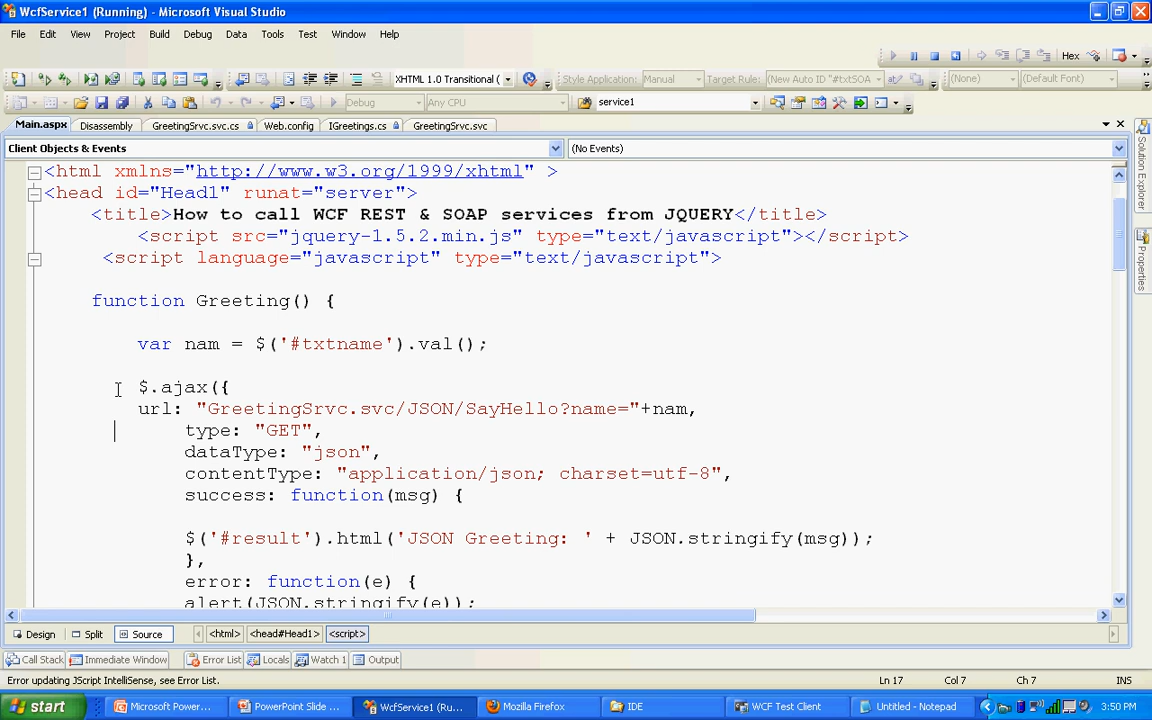 WcfService1 (Running) - Microsoft Visual Studio
File Edit View Project Build Debug Data Tools Test Window Help
Hex
XHTML 1.0 Transitional ( Style Application: Manual Target Rule: (New Auto ID "#txtSOA (None) (Default Font)
Debug Any CPU service1
Main.aspx Disassembly GreetingSrvc.svc.cs Web.config IGreetings.cs GreetingSrvc.svc
Client Objects & Events (No Events)
<html xmlns="http://www.w3.org/1999/xhtml" >
<head id="Head1" runat="server">
<title>How to call WCF REST & SOAP services from JQUERY</title>
<script src="jquery-1.5.2.min.js" type="text/javascript"></script>
<script language="javascript" type="text/javascript">
function Greeting() {
var nam = $('#txtname').val();
$.ajax({
url: "GreetingSrvc.svc/JSON/SayHello?name="+nam,
type: "GET",
dataType: "json",
contentType: "application/json; charset=utf-8",
success: function(msg) {
$('#result').html('JSON Greeting: ' + JSON.stringify(msg));
},
error: function(e) {
alert(JSON.stringify(e));
Solution Explorer
Properties
Design Split Source <html> <head#Head1> <script>
Call Stack Immediate Window Error List Locals Watch 1 Output
Error updating JScript IntelliSense, see Error List. Ln 17 Col 7 Ch 7 INS
start Microsoft Power... PowerPoint Slide ... WcfService1 (Ru... Mozilla Firefox IDE WCF Test Client Untitled - Notepad 3:50 PM